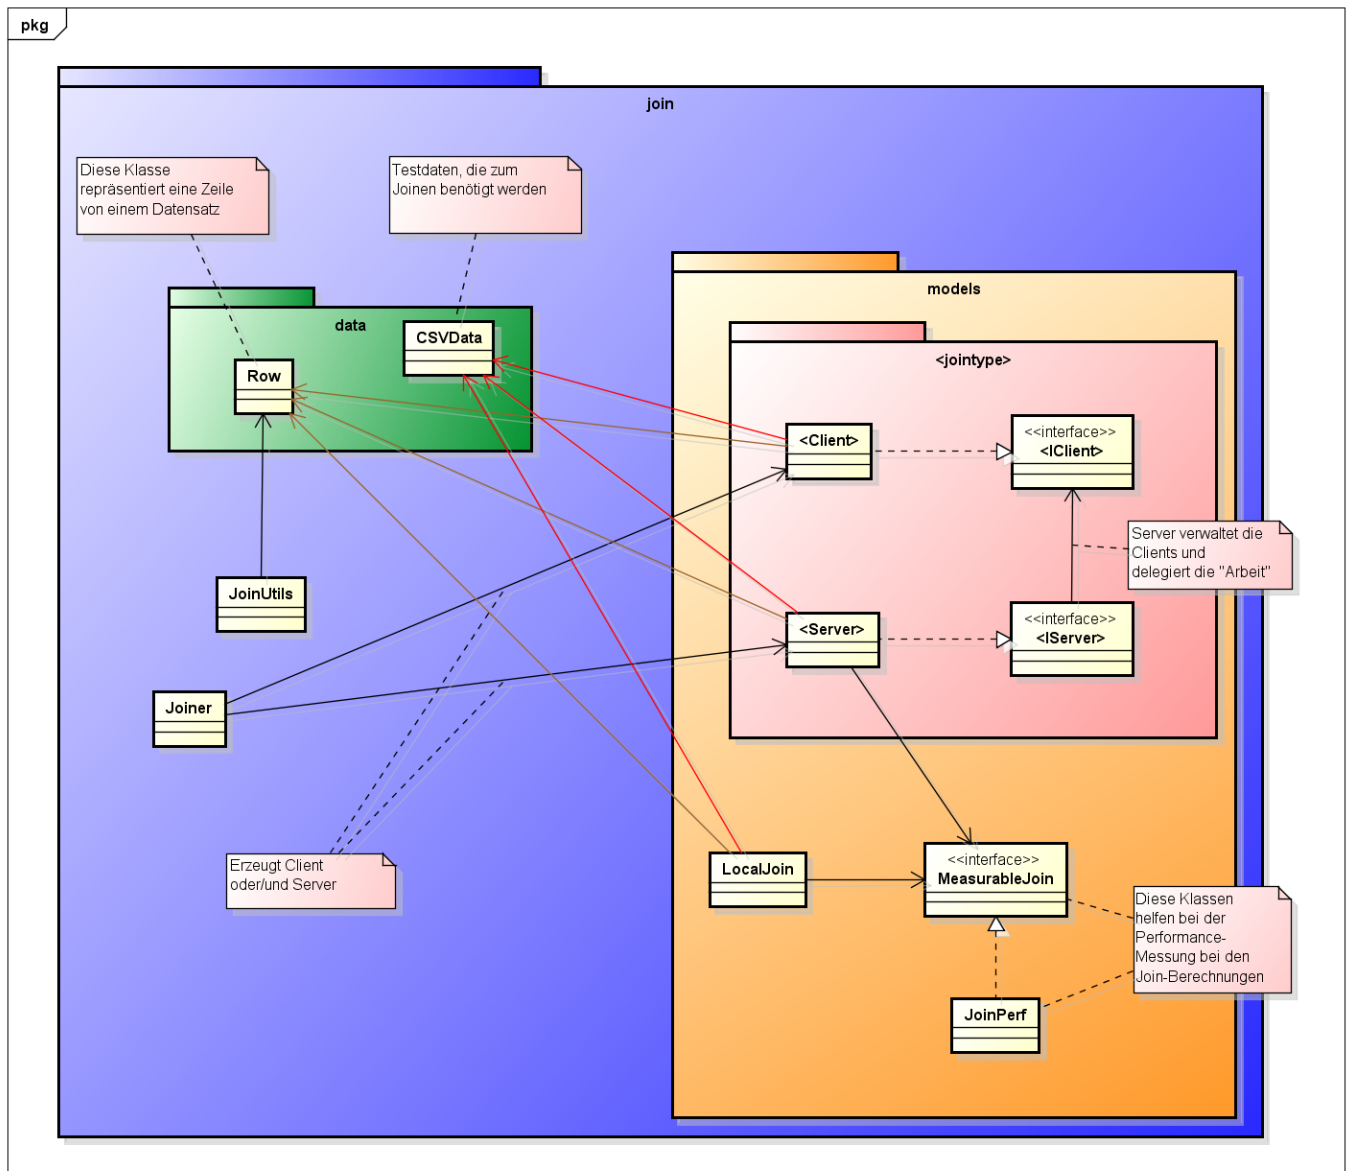 pkg
join
Diese Klasse
repräsentiert eine Zeile
von einem Datensatz
Testdaten, die zum
Joinen benötigt werden
data
CSVData
Row
models
<jointype>
<Client>
<<interface>>
<IClient>
Server verwaltet die
Clients und
delegiert die "Arbeit"
JoinUtils
<Server>
<<interface>>
<IServer>
Joiner
Erzeugt Client
oder/und Server
LocalJoin
<<interface>>
MeasurableJoin
Diese Klassen
helfen bei der
Performance-
Messung bei den
Join-Berechnungen
JoinPerf